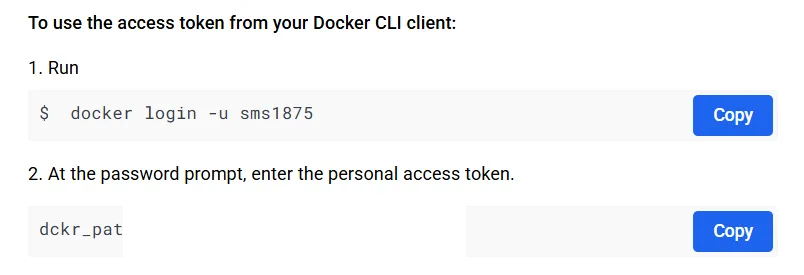 To use the access token from your Docker CLI client:
1. Run
$ docker login -u sms1875
Copy
2. At the password prompt, enter the personal access token.
dckr_pat
Copy